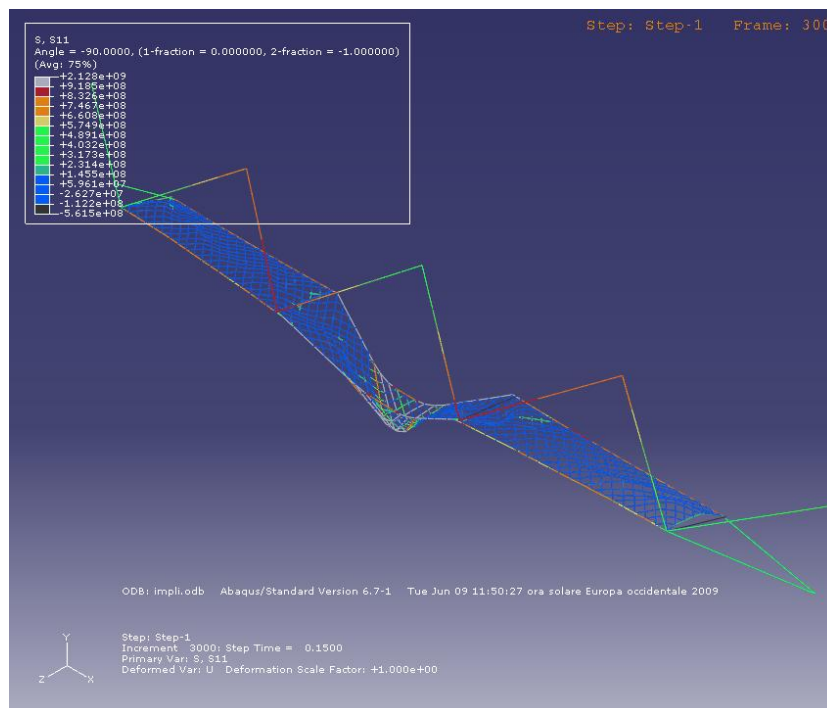 Step: Step-1 Frame: 300
S, S11
Angle = -90.0000, (1-fraction = 0.000000, 2-fraction = -1.000000)
(Avg: 75%)
+2.128e+09
+9.185e+08
+8.326e+08
+7.467e+08
+6.608e+08
+5.749e+08
+4.891e+08
+4.032e+08
+3.173e+08
+2.314e+08
+1.455e+08
+5.961e+07
-2.627e+07
-1.122e+08
-5.615e+08
ODB: impli.odb Abaqus/Standard Version 6.7-1 Tue Jun 09 11:50:27 ora solare Europa occidentale 2009
Step: Step-1
Increment 3000: Step Time = 0.1500
Primary Var: S, S11
Deformed Var: U Deformation Scale Factor: +1.000e+00
Y
Z X